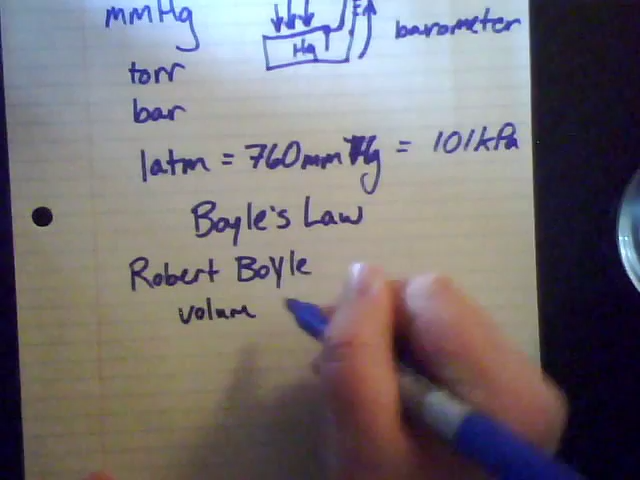 mmHg
Hg
barometer
torr
bar
1atm = 760mmHg = 101kPa
Boyle's Law
Robert Boyle
volum